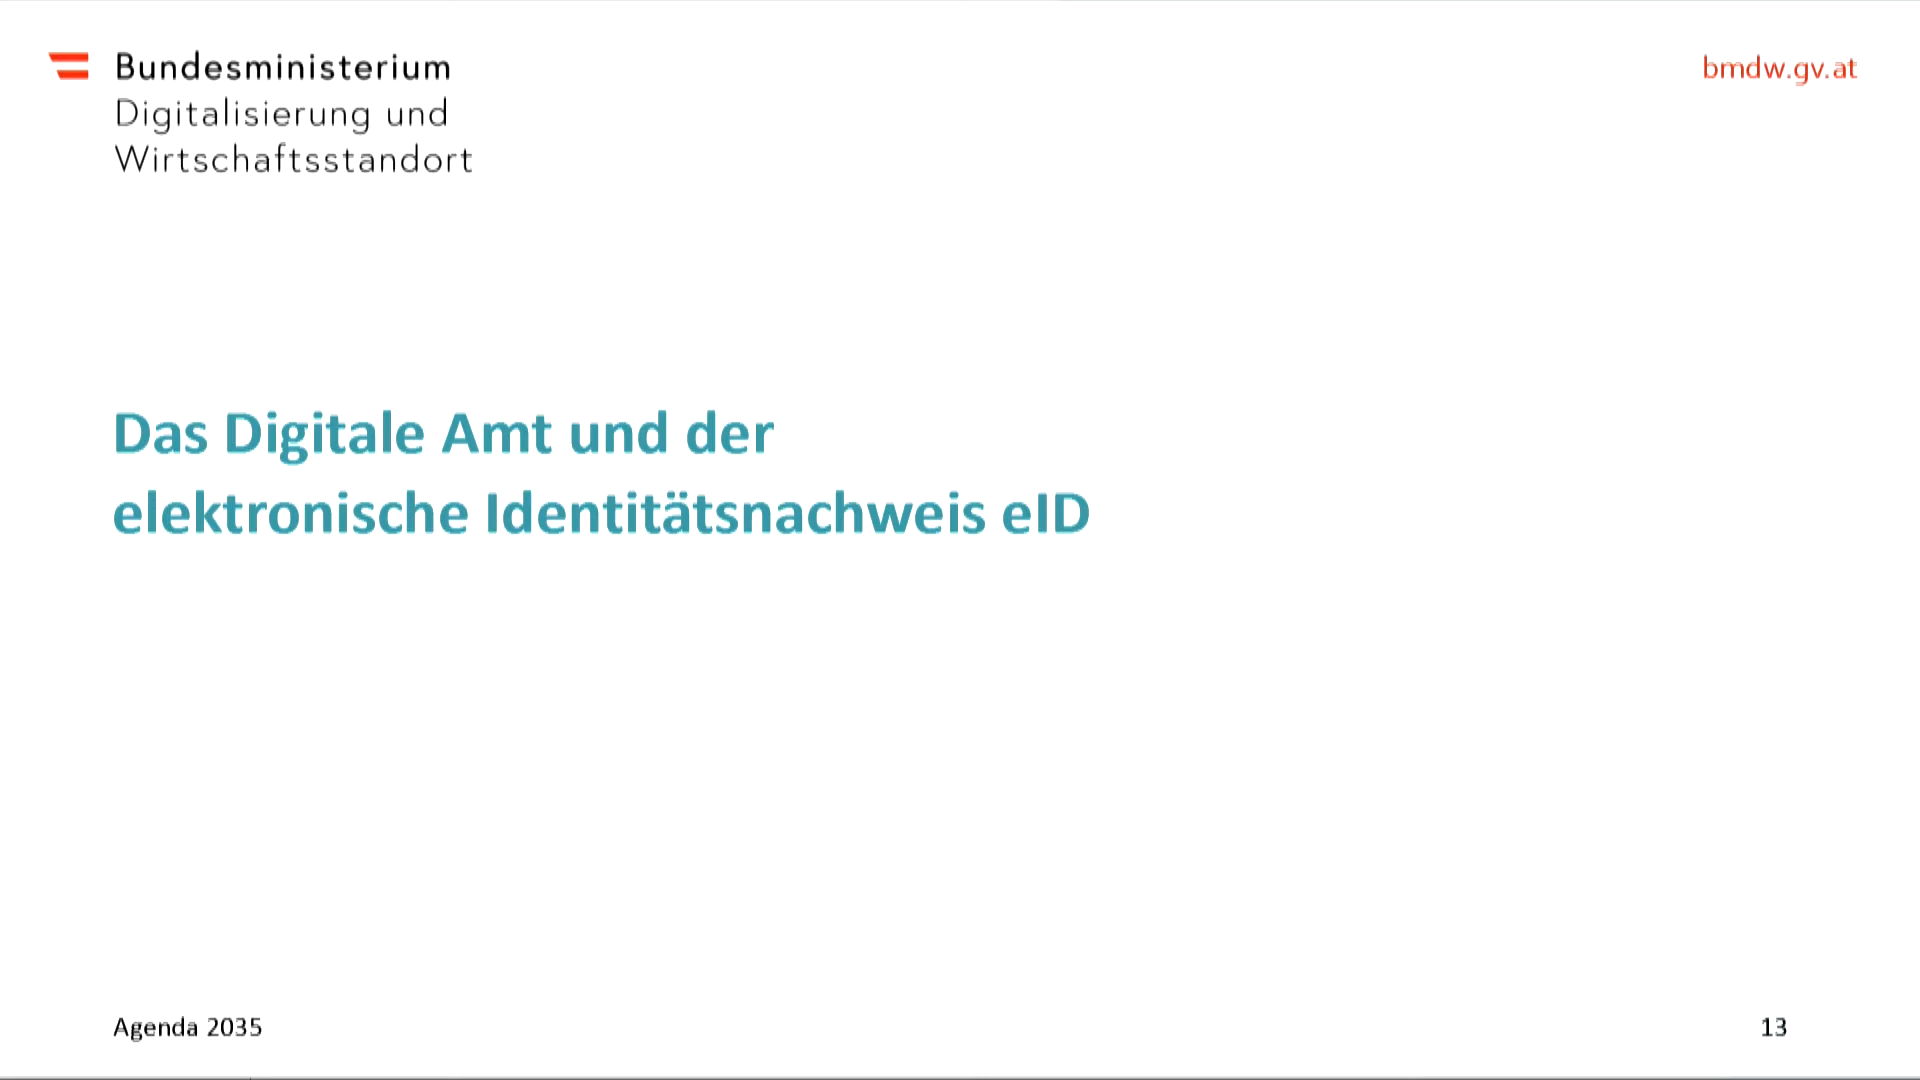 Bundesministerium
Digitalisierung und
Wirtschaftsstandort
bmdw.gv.at
Das Digitale Amt und der
elektronische Identitätsnachweis eID
Agenda 2035
13